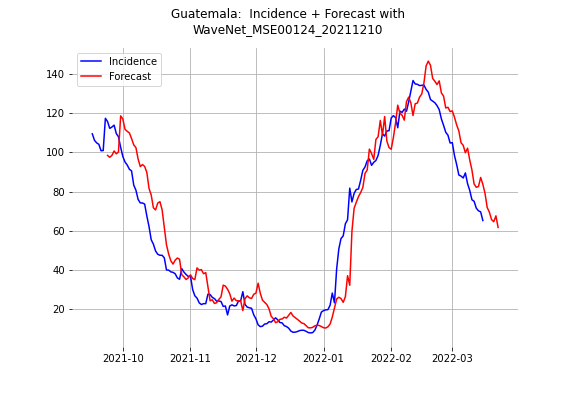 Guatemala:  Incidence + Forecast with
WaveNet_MSE00124_20211210
Incidence
Forecast
140
120
100
80
60
40
20
2021-10 2021-11 2021-12 2022-01 2022-02 2022-03